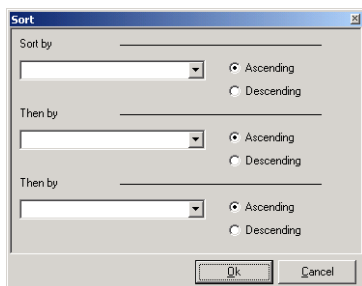 Sort
Sort by
Ascending
Descending
Then by
Ascending
Descending
Then by
Ascending
Descending
Ok
Cancel